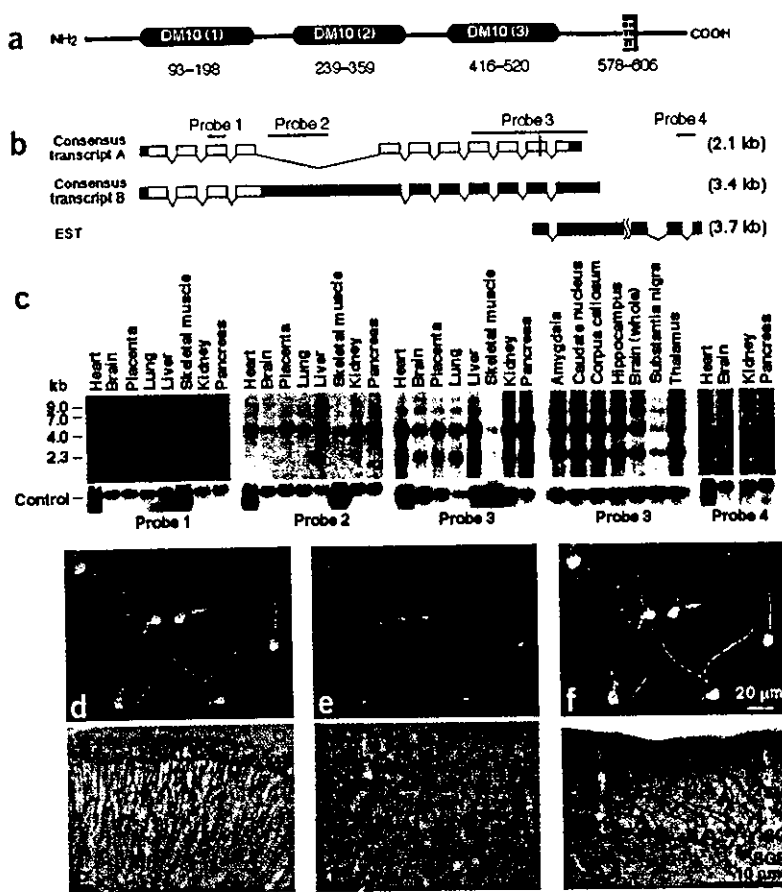 a
NH₂
DM10 (1)
DM10 (2)
DM10 (3)
COOH
93–198
239–359
416–520
578–606
b
Probe 1
Probe 2
Probe 3
Probe 4
Consensus
transcript A
(2.1 kb)
Consensus
transcript B
(3.4 kb)
EST
(3.7 kb)
c
Heart
Brain
Placenta
Lung
Liver
Skeletal muscle
Kidney
Pancreas
Heart
Brain
Placenta
Lung
Liver
Skeletal muscle
Kidney
Pancreas
Heart
Brain
Placenta
Lung
Liver
Skeletal muscle
Kidney
Pancreas
Amygdala
Caudate nucleus
Corpus callosum
Hippocampus
Brain (whole)
Substantia nigra
Thalamus
Heart
Brain
Kidney
Pancreas
kb
9.0
7.0
4.0
2.3
Control
Probe 1
Probe 2
Probe 3
Probe 3
Probe 4
d
e
f
20 µm